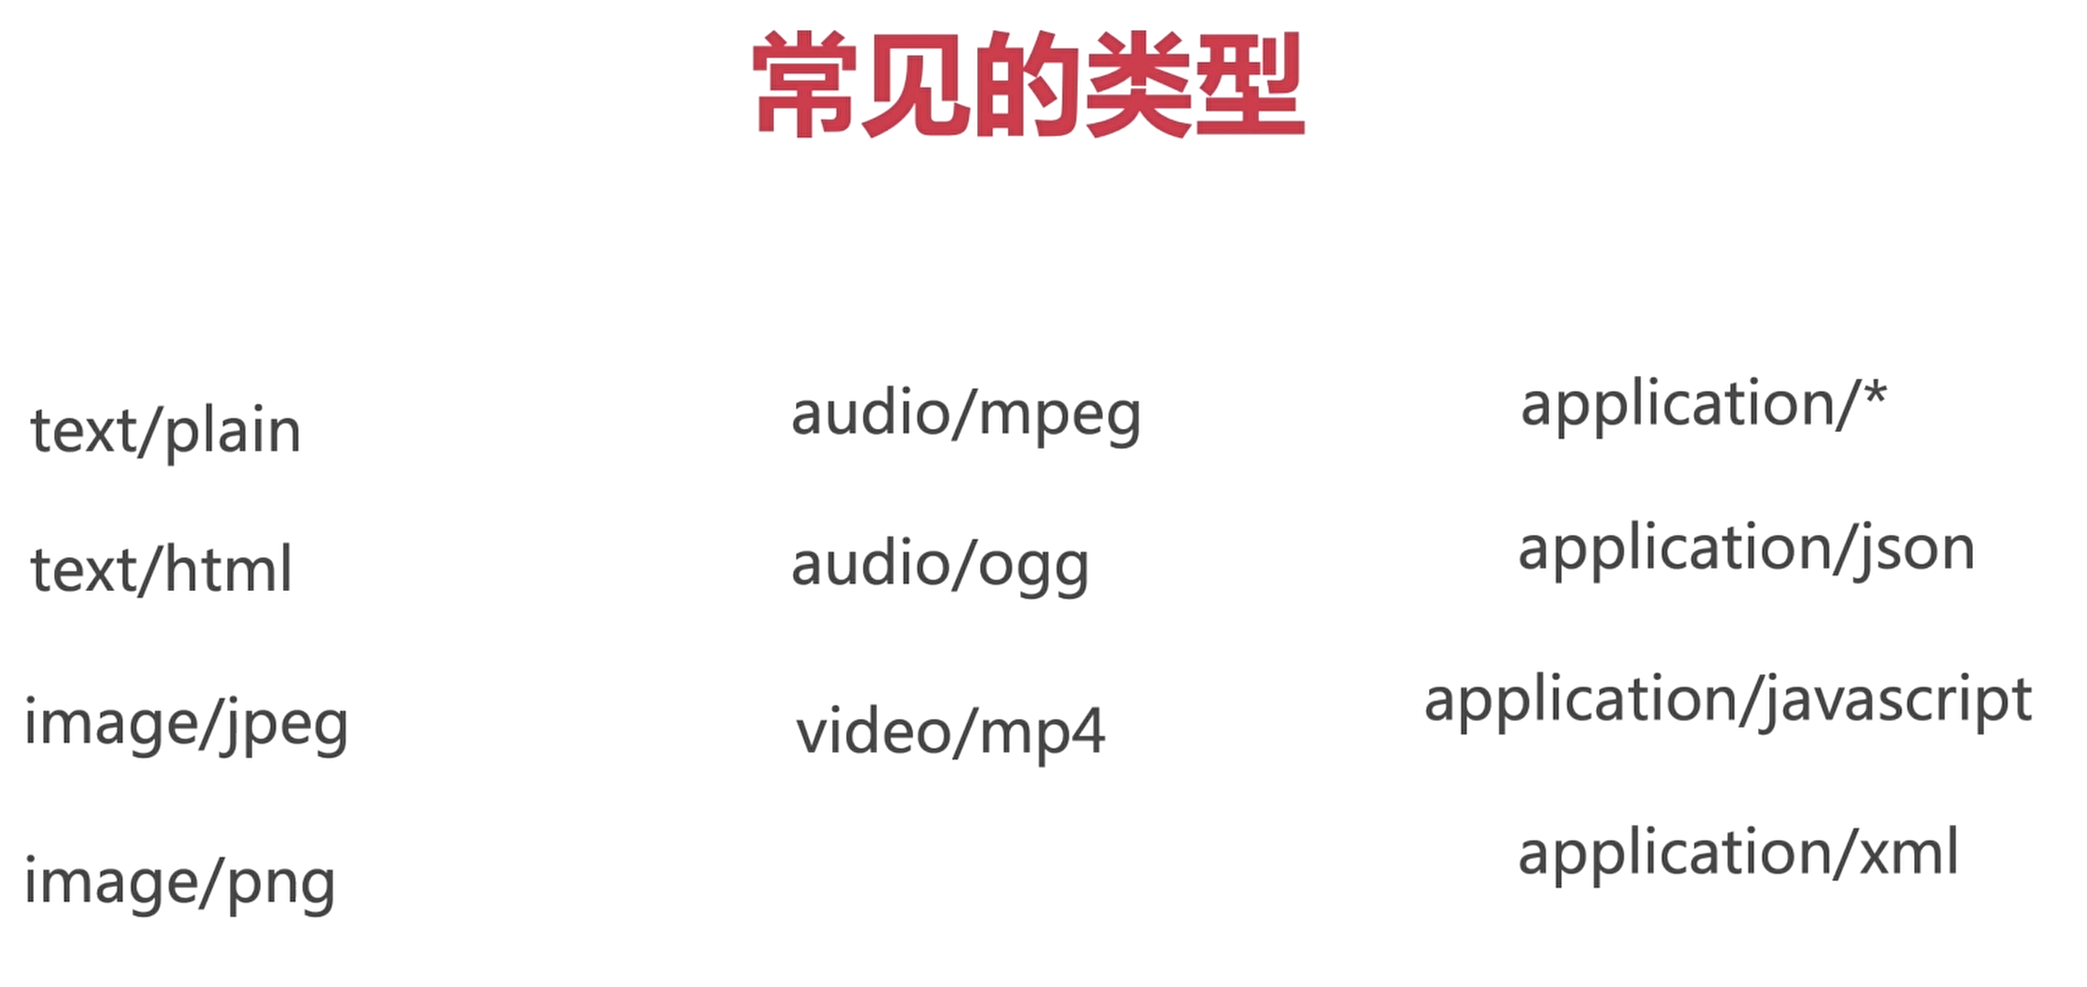 常见的类型
text/plain
text/html
image/jpeg
image/png
audio/mpeg
audio/ogg
video/mp4
application/*
application/json
application/javascript
application/xml